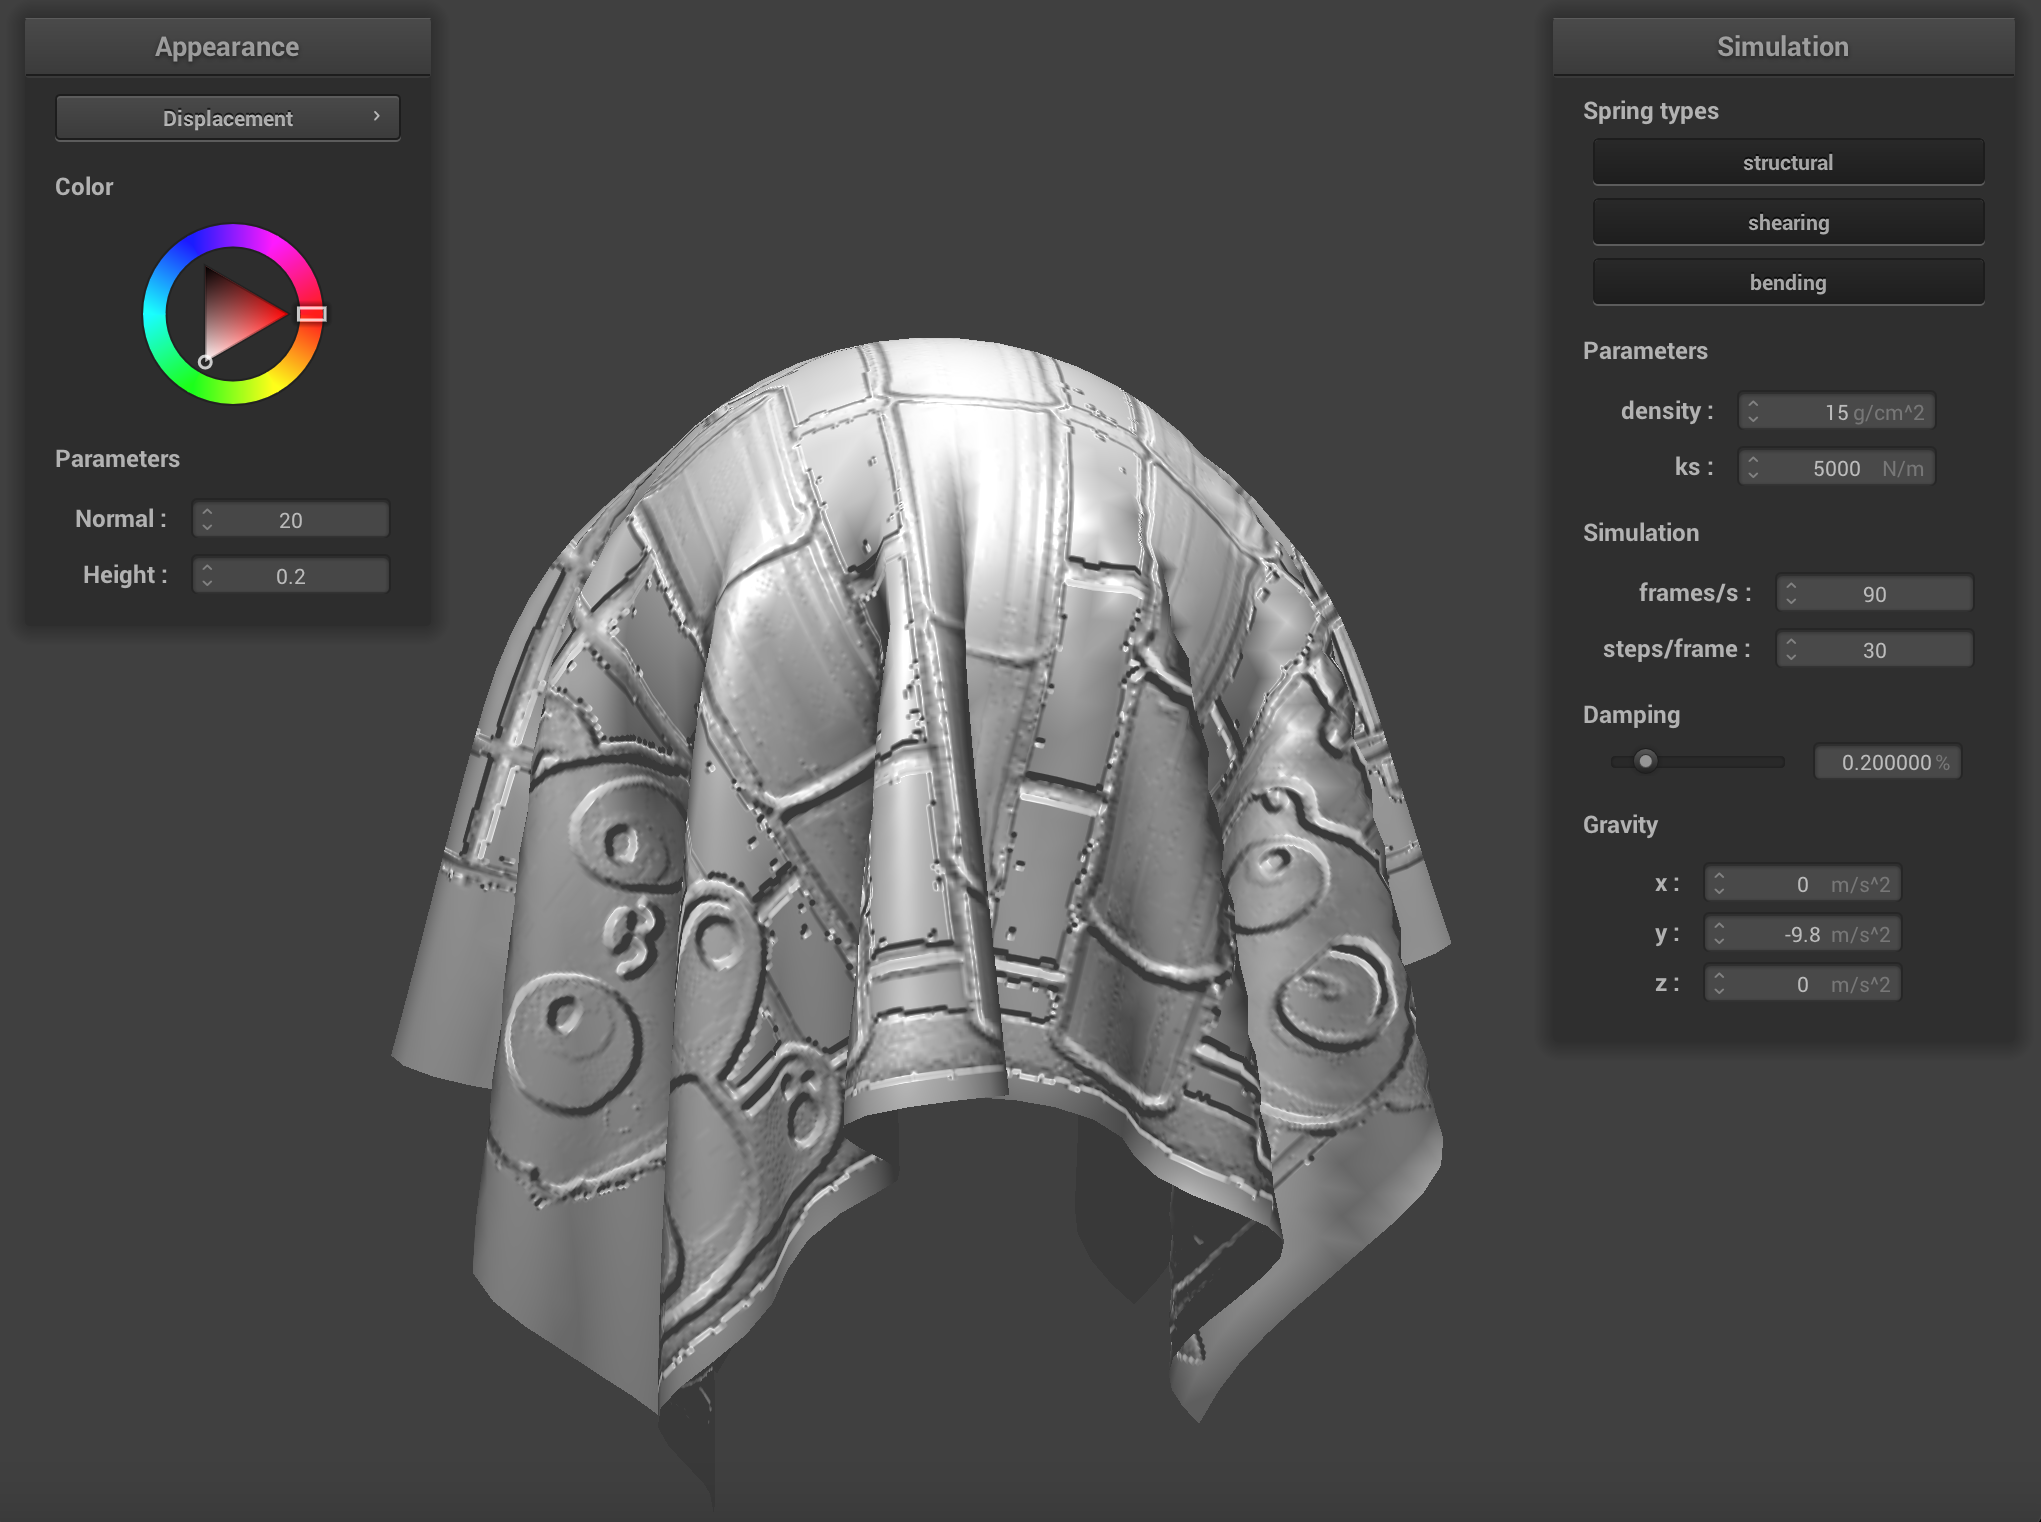 Appearance
Displacement
Color
Parameters
Normal : 20
Height : 0.2
Simulation
Spring types
structural
shearing
bending
Parameters
density : 15 g/cm^2
ks : 5000 N/m
Simulation
frames/s : 90
steps/frame : 30
Damping
0.200000 %
Gravity
x : 0 m/s^2
y : -9.8 m/s^2
z : 0 m/s^2